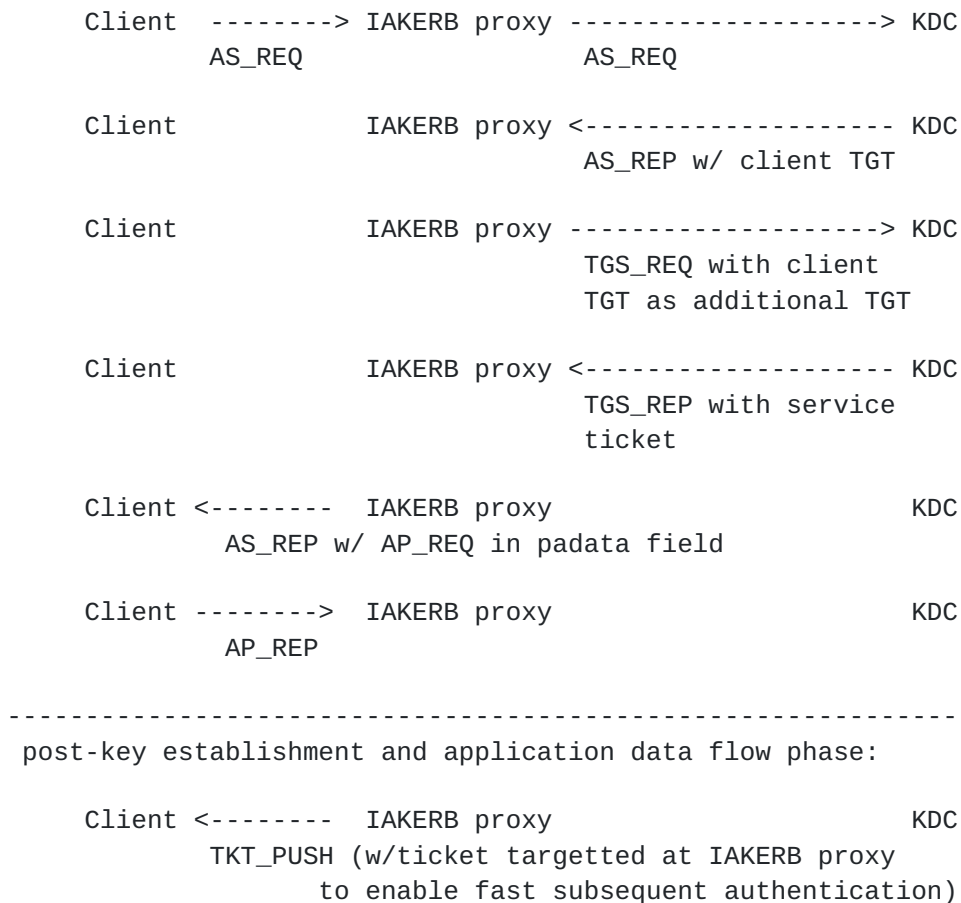 Client --------> IAKERB proxy --------------------> KDC
AS_REQ AS_REQ
Client IAKERB proxy <-------------------- KDC
AS_REP w/ client TGT
Client IAKERB proxy --------------------> KDC
TGS_REQ with client
TGT as additional TGT
Client IAKERB proxy <-------------------- KDC
TGS_REP with service
ticket
Client <-------- IAKERB proxy KDC
AS_REP w/ AP_REQ in padata field
Client --------> IAKERB proxy KDC
AP_REP
-------------------------------------------------------------
post-key establishment and application data flow phase:
Client <-------- IAKERB proxy KDC
TKT_PUSH (w/ticket targetted at IAKERB proxy
to enable fast subsequent authentication)